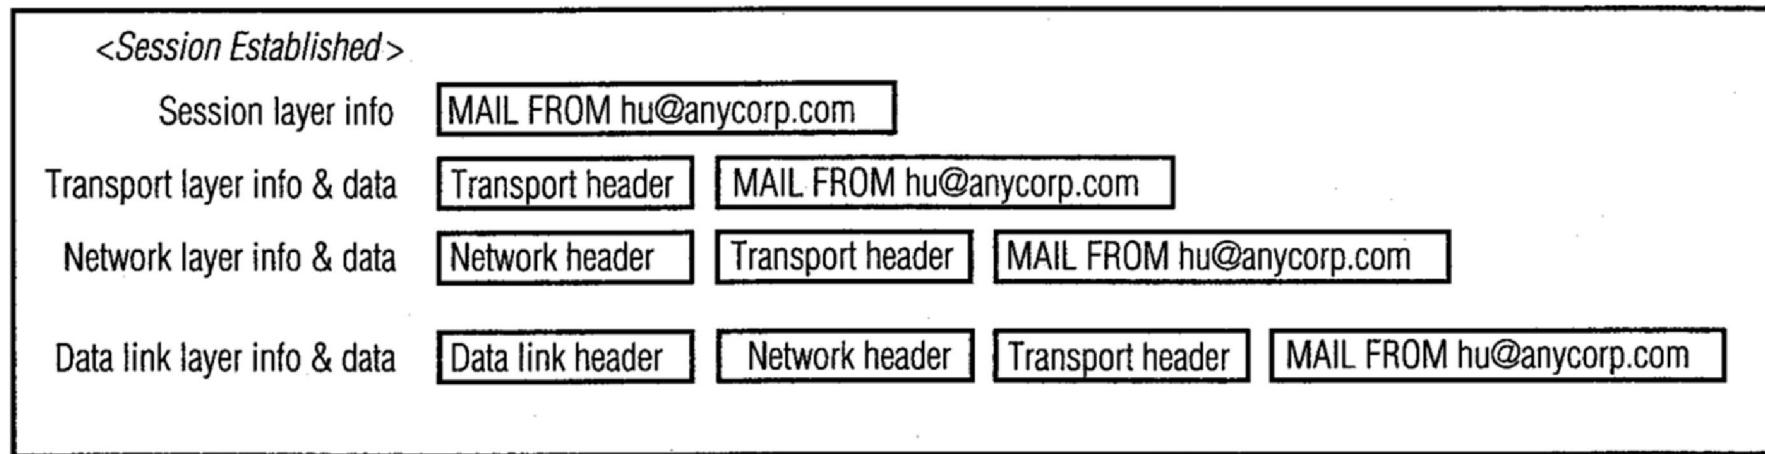 <Session Established>
Session layer info MAIL FROM hu@anycorp.com
Transport layer info & data Transport header MAIL FROM hu@anycorp.com
Network layer info & data Network header Transport header MAIL FROM hu@anycorp.com
Data link layer info & data Data link header Network header Transport header MAIL FROM hu@anycorp.com